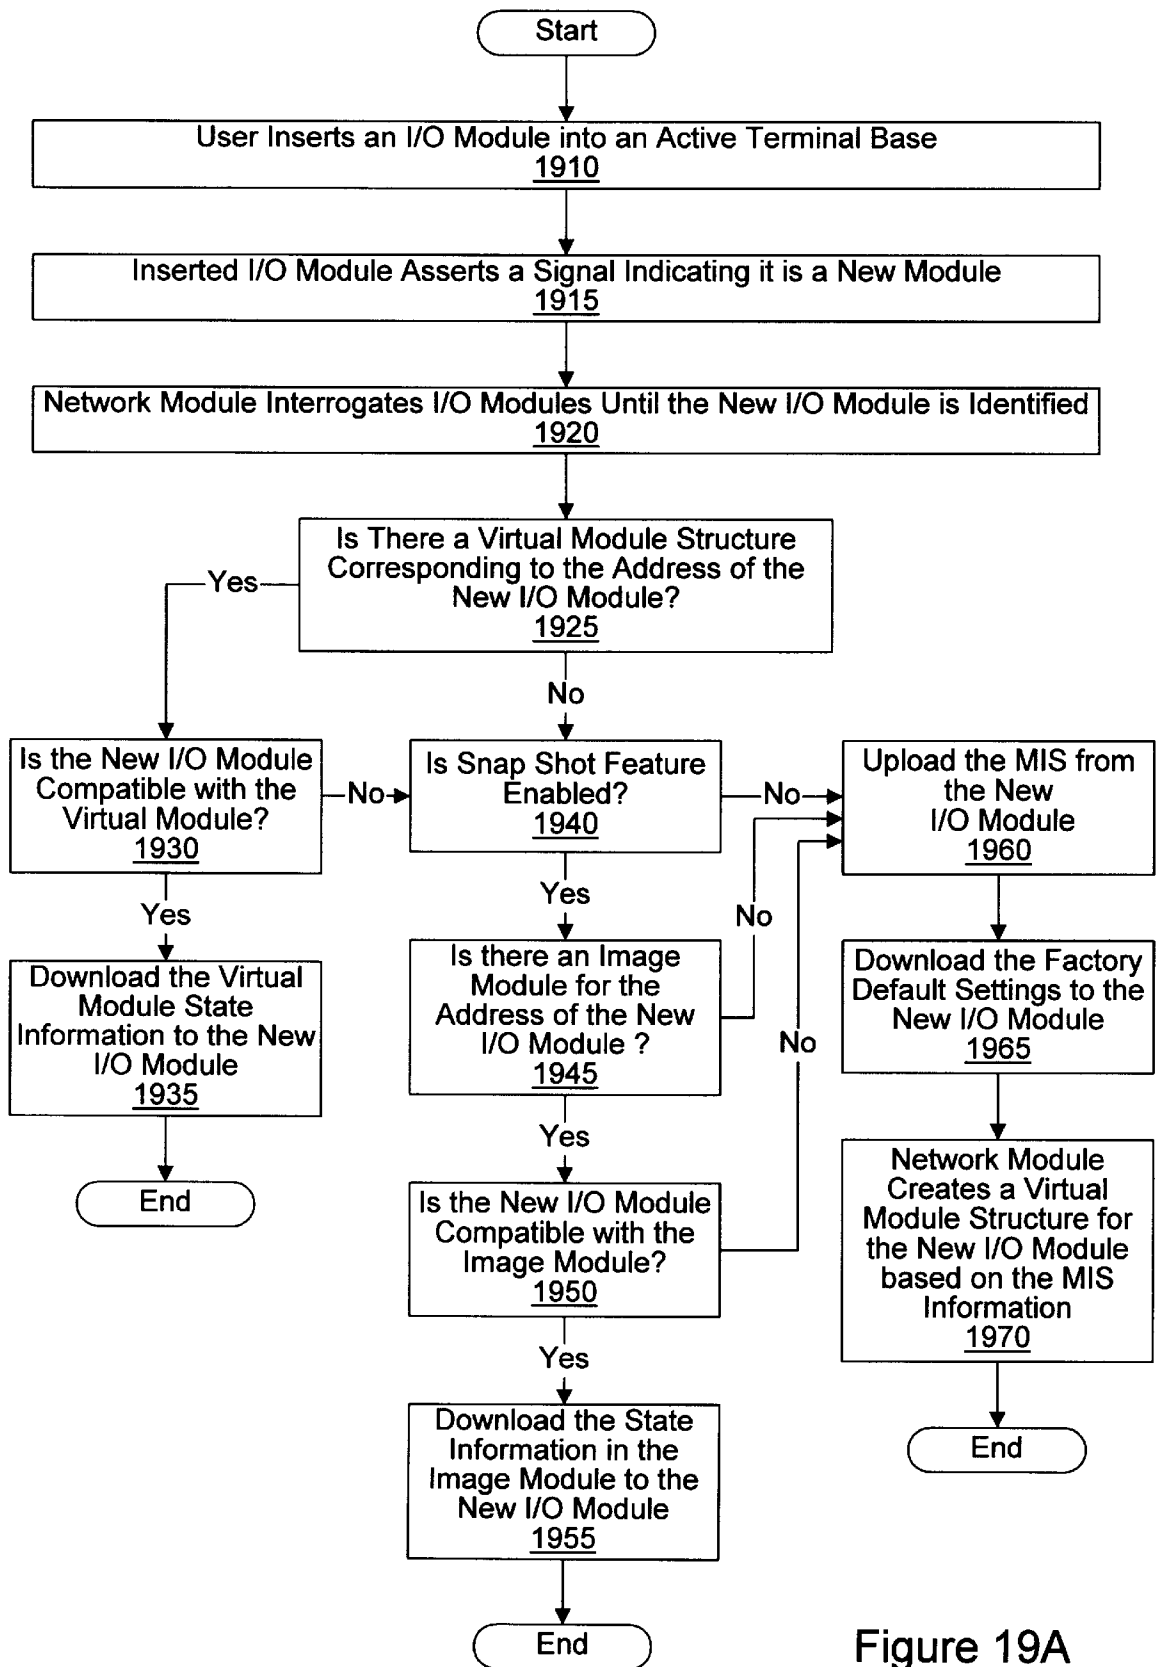 Start
User Inserts an I/O Module into an Active Terminal Base
1910
Inserted I/O Module Asserts a Signal Indicating it is a New Module
1915
Network Module Interrogates I/O Modules Until the New I/O Module is Identified
1920
Is There a Virtual Module Structure
Corresponding to the Address of the
New I/O Module?
1925
Yes
No
Is the New I/O Module
Compatible with the
Virtual Module?
1930
No
Is Snap Shot Feature
Enabled?
1940
No
Upload the MIS from
the New
I/O Module
1960
Yes
Yes
No
No
Download the Virtual
Module State
Information to the New
I/O Module
1935
Is there an Image
Module for the
Address of the New
I/O Module ?
1945
Download the Factory
Default Settings to the
New I/O Module
1965
End
Yes
Is the New I/O Module
Compatible with the
Image Module?
1950
Network Module
Creates a Virtual
Module Structure for
the New I/O Module
based on the MIS
Information
1970
Yes
Download the State
Information in the
Image Module to the
New I/O Module
1955
End
End
Figure 19A